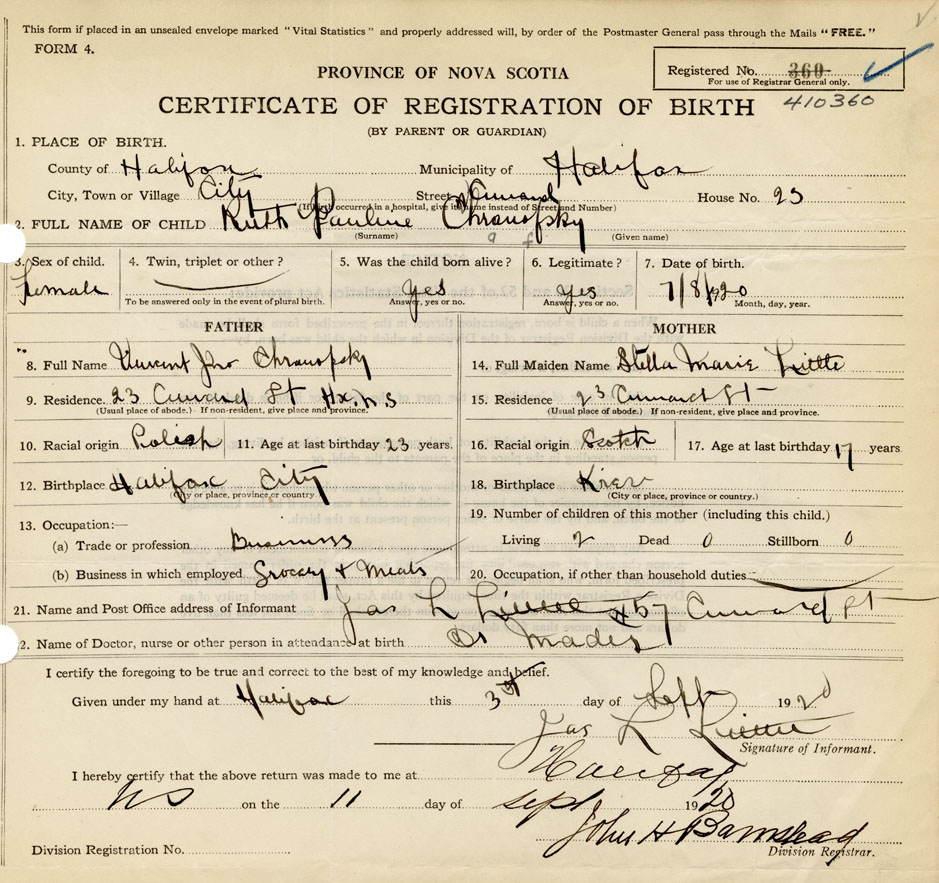 This form if placed in an unsealed envelope marked "Vital Statistics" and properly addressed will, by order of the Postmaster General pass through the Mails "FREE."
FORM 4.
Registered No. 360
For use of Registrar General only.
410360
PROVINCE OF NOVA SCOTIA
CERTIFICATE OF REGISTRATION OF BIRTH
(BY PARENT OR GUARDIAN)
1. PLACE OF BIRTH.
County of Halifax Municipality of Halifax
City, Town or Village City Street Cunard House No. 23
(If birth occurred in a hospital, give its name instead of Street and Number)
2. FULL NAME OF CHILD Ruth Pauline Chranofsky
(Surname) (Given name)
3. Sex of child. 4. Twin, triplet or other? 5. Was the child born alive? 6. Legitimate? 7. Date of birth.
Female yes yes 7/8/1920
To be answered only in the event of plural birth. Answer, yes or no. Answer, yes or no. Month, day, year.
FATHER MOTHER
8. Full Name Vincent Jno Chranofsky 14. Full Maiden Name Stella Marie Little
9. Residence. 23 Cunard St Hx. N S 15. Residence 23 Cunard St
(Usual place of abode.) If non-resident, give place and province. (Usual place of abode.) If non-resident, give place and province.
10. Racial origin Polish 11. Age at last birthday 23 years. 16. Racial origin Scotch 17. Age at last birthday 17 years
12. Birthplace Halifax City 18. Birthplace
(City or place, province or country.) (City or place, province or country.)
13. Occupation:— 19. Number of children of this mother (including this child.)
(a) Trade or profession Business Living 2 Dead 0 Stillborn 0
(b) Business in which employed Grocery + Meats 20. Occupation, if other than household duties
21. Name and Post Office address of Informant Jas L Little 57 Cunard St
2. Name of Doctor, nurse or other person in attendance at birth Dr
I certify the foregoing to be true and correct to the best of my knowledge and belief.
Given under my hand at Halifax this 3rd day of Sept 1920
Jas L Little
Signature of Informant.
I hereby certify that the above return was made to me at Halifax
NS on the 11 day of Sept. 1920
John H Barnstead
Division Registration No. Division Registrar.